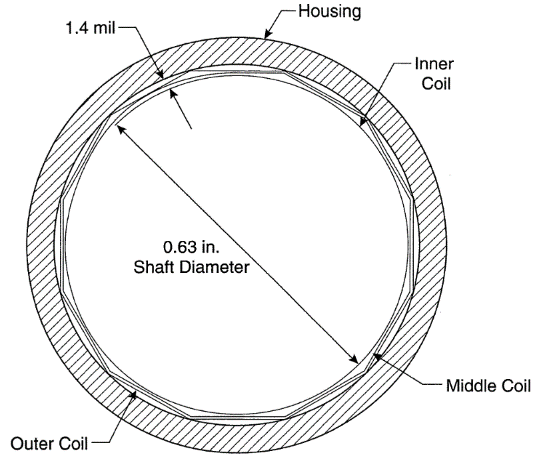 Housing
1.4 mil
Inner
Coil
0.63 in.
Shaft Diameter
Middle Coil
Outer Coil